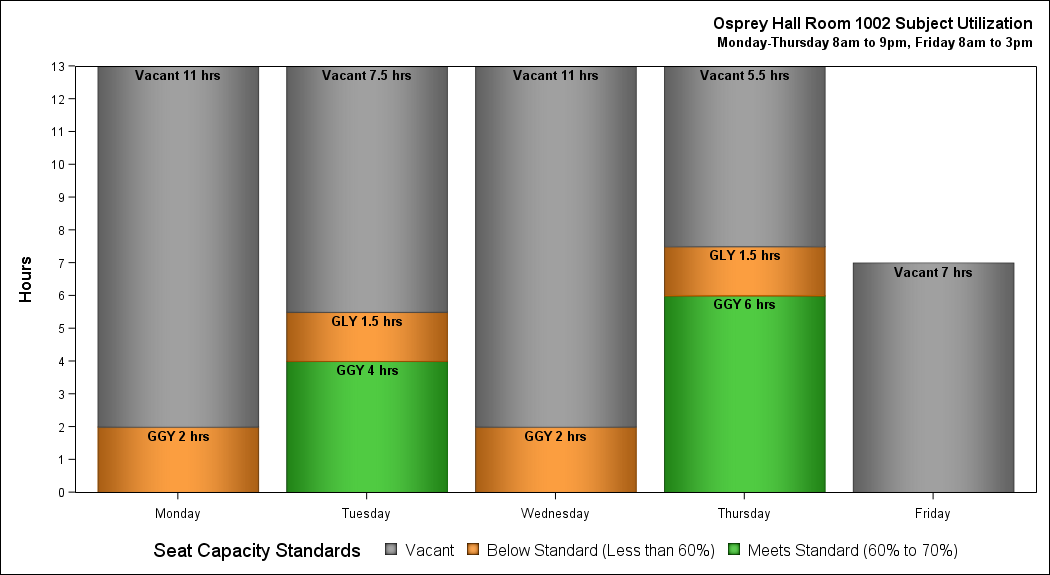 Osprey Hall Room 1002 Subject Utilization
Monday-Thursday 8am to 9pm, Friday 8am to 3pm
Hours
13
12
11
10
9
8
7
6
5
4
3
2
1
0
Vacant 11 hrs
GGY 2 hrs
Vacant 7.5 hrs
GLY 1.5 hrs
GGY 4 hrs
Vacant 11 hrs
GGY 2 hrs
Vacant 5.5 hrs
GLY 1.5 hrs
GGY 6 hrs
Vacant 7 hrs
Monday Tuesday Wednesday Thursday Friday
Seat Capacity Standards Vacant Below Standard (Less than 60%) Meets Standard (60% to 70%)